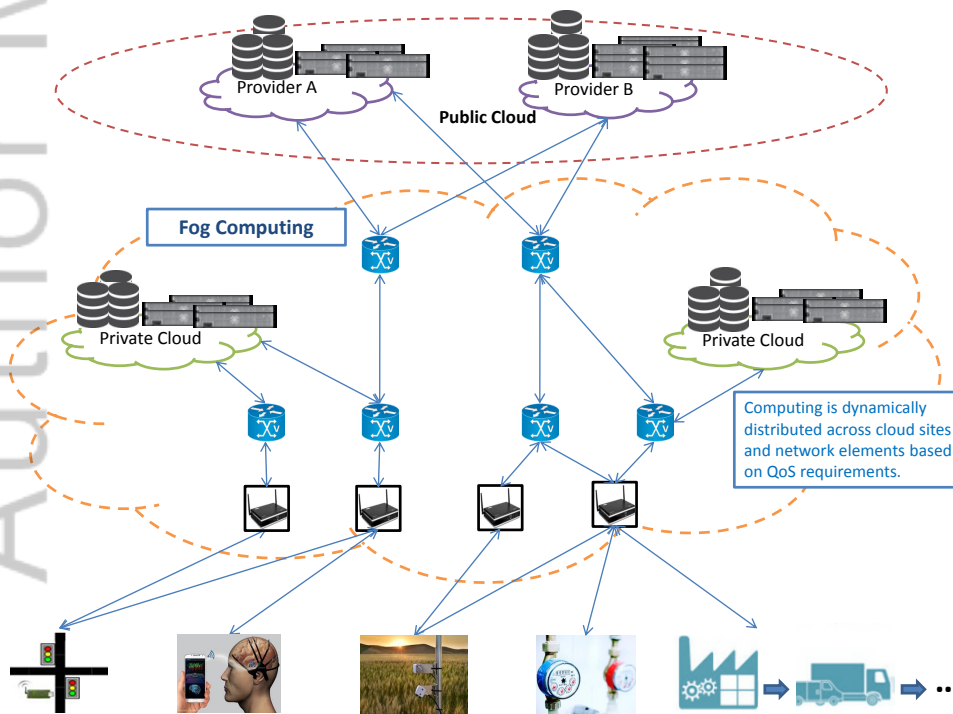 Provider A
Provider B
Public Cloud
Fog Computing
Private Cloud
Private Cloud
Computing is dynamically
distributed across cloud sites
and network elements based
on QoS requirements.